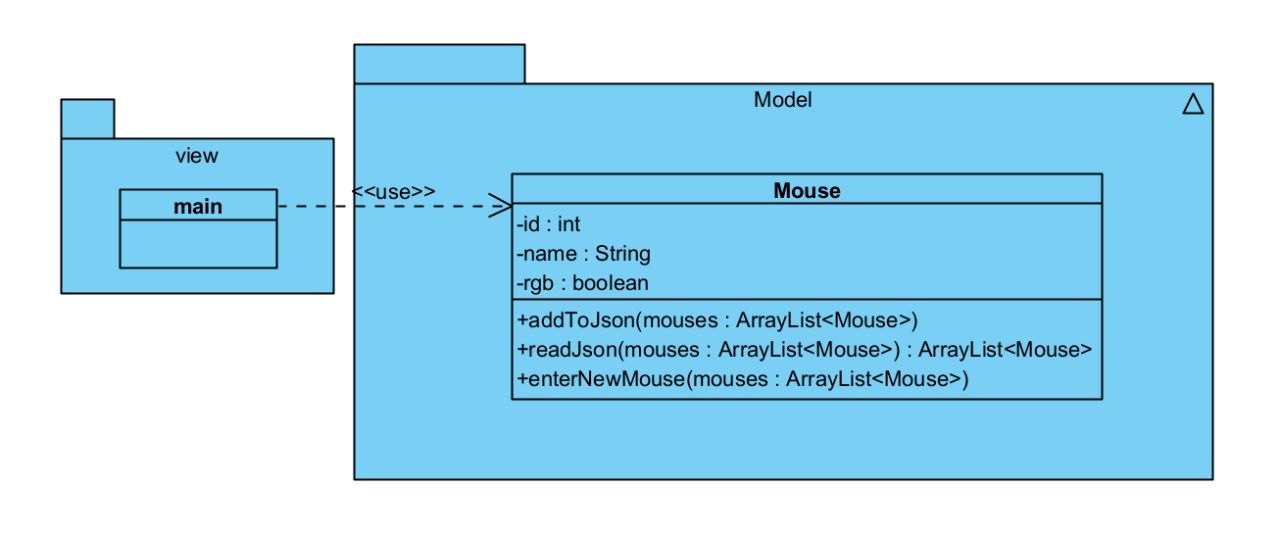 view
main
<<use>>
Model
Mouse
-id : int
-name : String
-rgb : boolean
+addToJson(mouses : ArrayList<Mouse>)
+readJson(mouses : ArrayList<Mouse>) : ArrayList<Mouse>
+enterNewMouse(mouses : ArrayList<Mouse>)